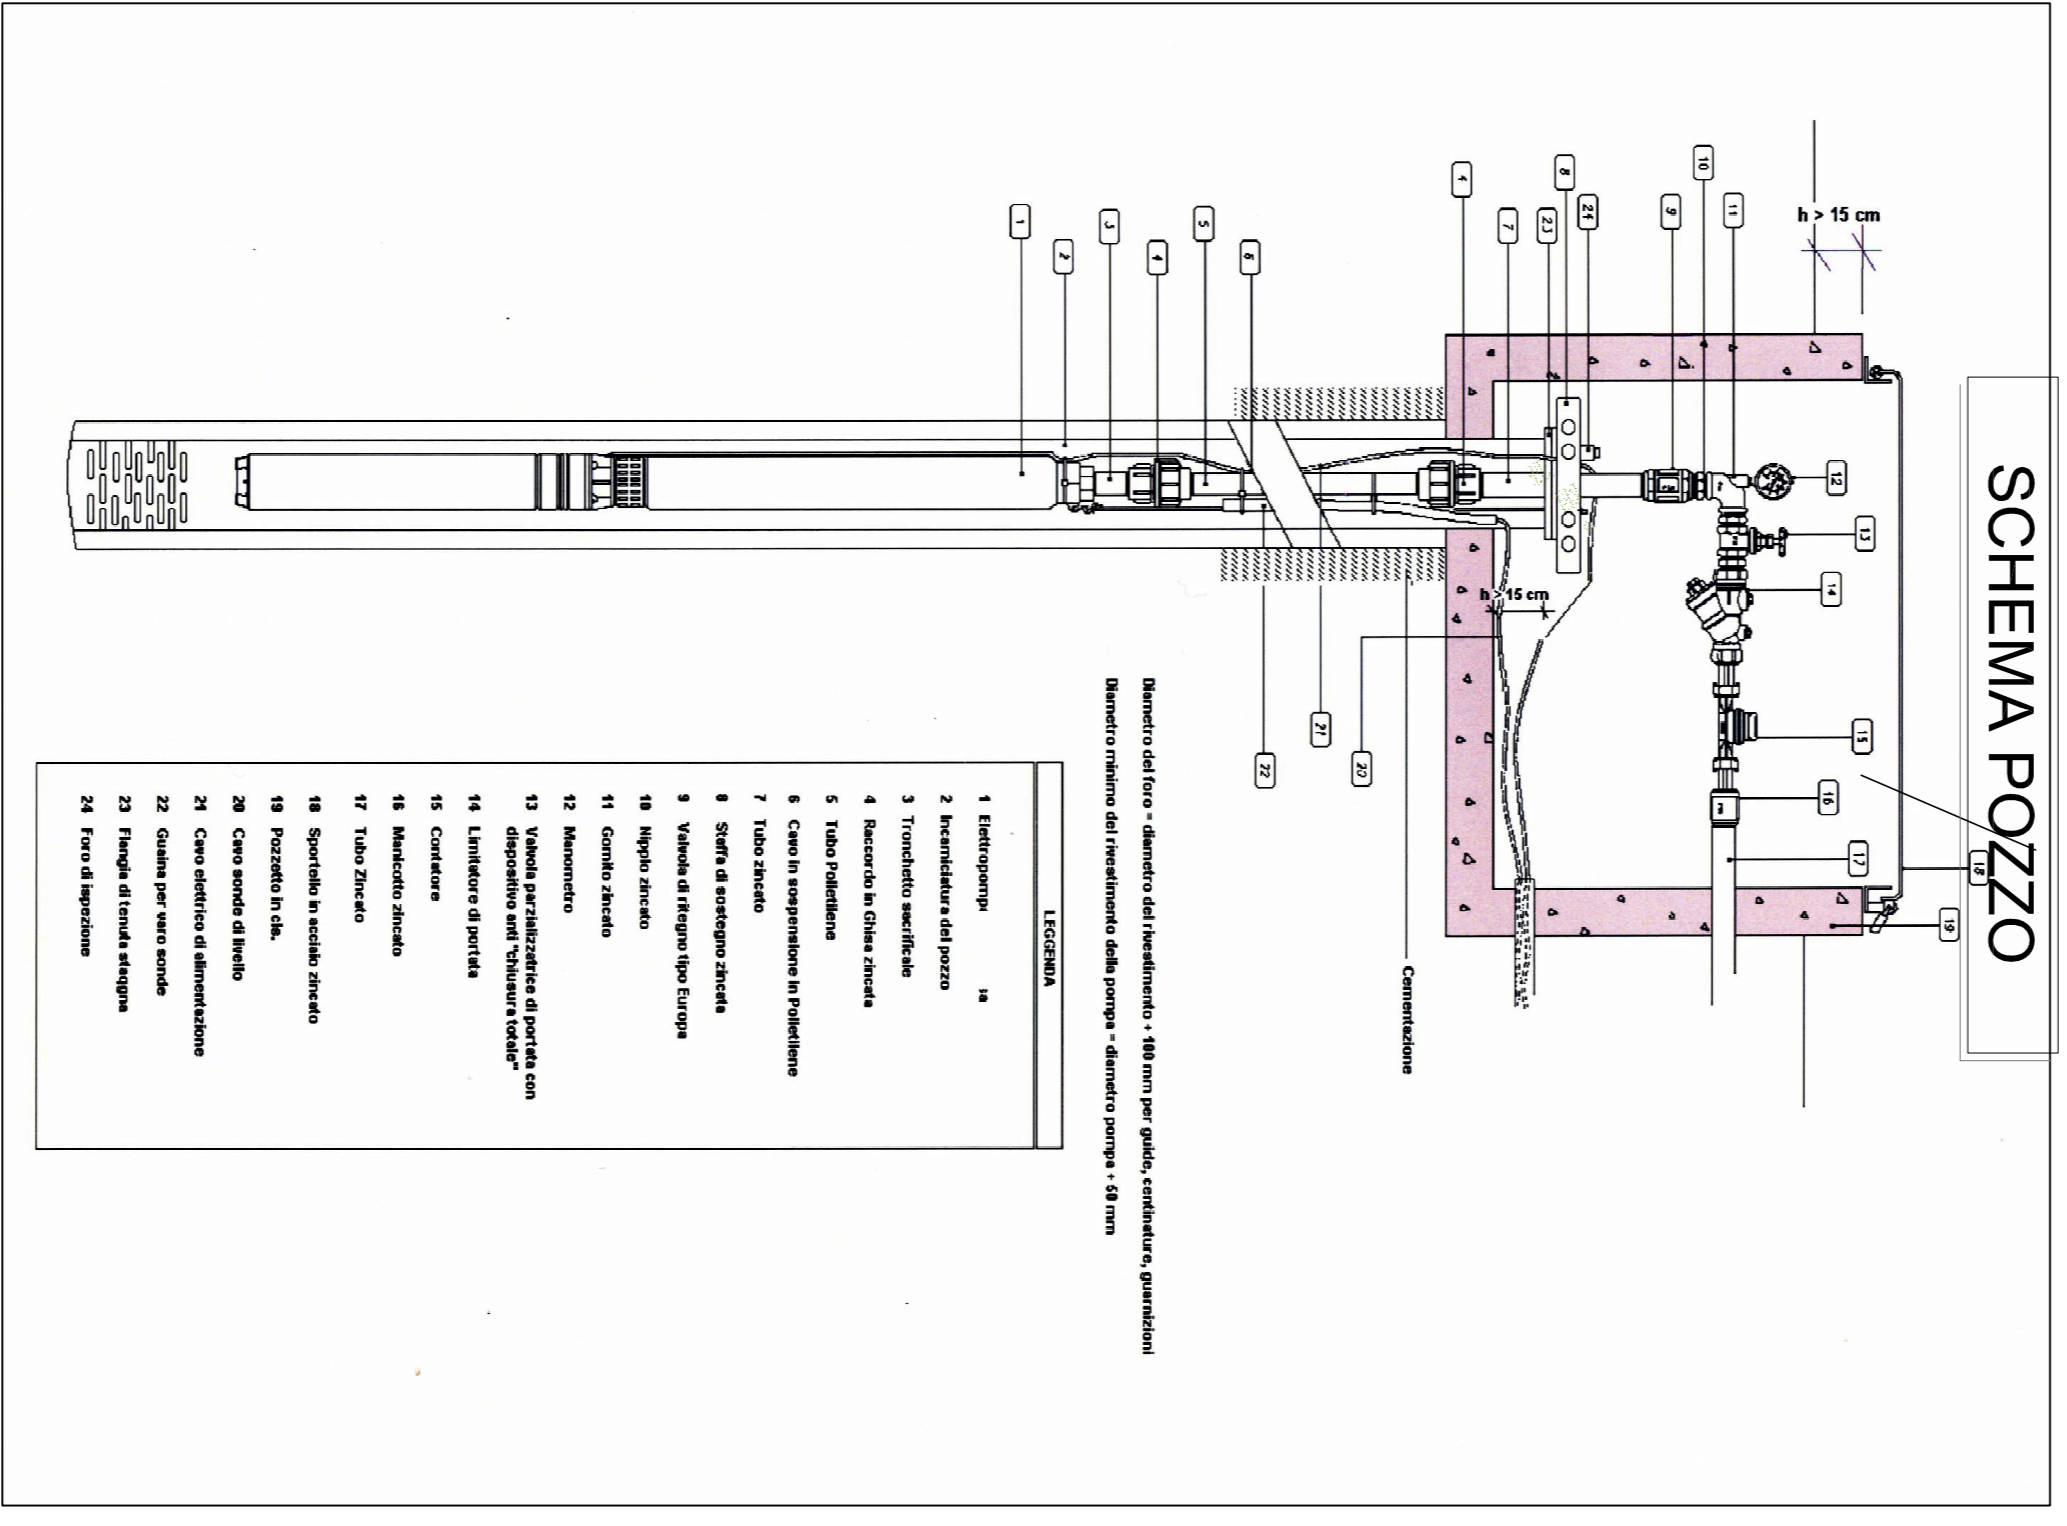 SCHEMA POZZO
h > 15 cm
10
8
4
24
11
9
23
7
5
3
1
6
4
2
12
13
14
h > 15 cm
15
21
20
22
16
17
18
19
Cementazione
Diametro del foro = diametro del rivestimento + 100 mm per guide, centinature, guarnizioni
Diametro minimo del rivestimento della pompa = diametro pompa + 50 mm
LEGGENDA
1 Elettropomp sa
2 Incamiciatura del pozzo
3 Tronchetto sacrificale
4 Raccordo in Ghisa zincata
5 Tubo Polietilene
6 Cavo in sospensione in Polietilene
7 Tubo zincato
8 Staffa di sostegno zincata
9 Valvola di ritegno tipo Europa
10 Nipplo zincato
11 Gomito zincato
12 Manometro
13 Valvola parzializzatrice di portata con
dispositivo anti "chiusura totale"
14 Limitatore di portata
15 Contatore
16 Manicotto zincato
17 Tubo Zincato
18 Sportello in acciaio zincato
19 Pozzetto in cls.
20 Cavo sonde di livello
21 Cavo elettrico di alimentazione
22 Guaina per varo sonde
23 Flangia di tenuta stagna
24 Foro di ispezione